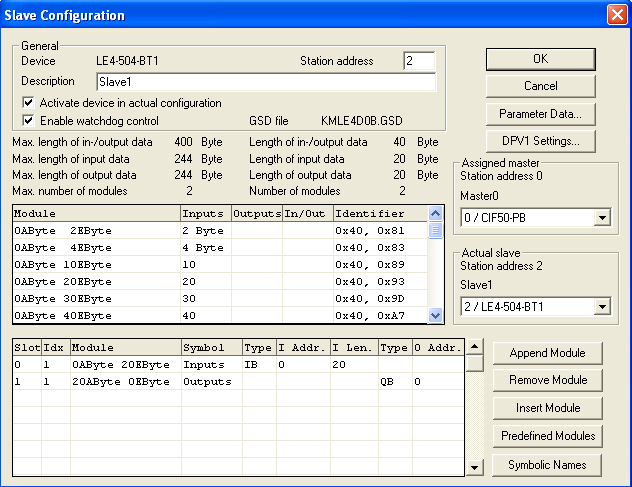 Slave Configuration
General
Device LE4-504-BT1 Station address 2
Description Slave1
Activate device in actual configuration
Enable watchdog control GSD file KMLE4D0B.GSD
OK
Cancel
Parameter Data...
DPV1 Settings...
Max. length of in-/output data 400 Byte Length of in-/output data 40 Byte
Max. length of input data 244 Byte Length of input data 20 Byte
Max. length of output data 244 Byte Length of output data 20 Byte
Max. number of modules 2 Number of modules 2
Assigned master
Station address 0
Master0
0 / CIF50-PB
Module Inputs Outputs In/Out Identifier
0AByte 2EByte 2 Byte 0x40, 0x81
0AByte 4EByte 4 Byte 0x40, 0x83
0AByte 10EByte 10 0x40, 0x89
0AByte 20EByte 20 0x40, 0x93
0AByte 30EByte 30 0x40, 0x9D
0AByte 40EByte 40 0x40, 0xA7
Actual slave
Station address 2
Slave1
2 / LE4-504-BT1
Slot Idx Module Symbol Type I Addr. I Len. Type O Addr.
0 1 0AByte 20EByte Inputs IB 0 20
1 1 20AByte 0EByte Outputs QB 0
Append Module
Remove Module
Insert Module
Predefined Modules
Symbolic Names